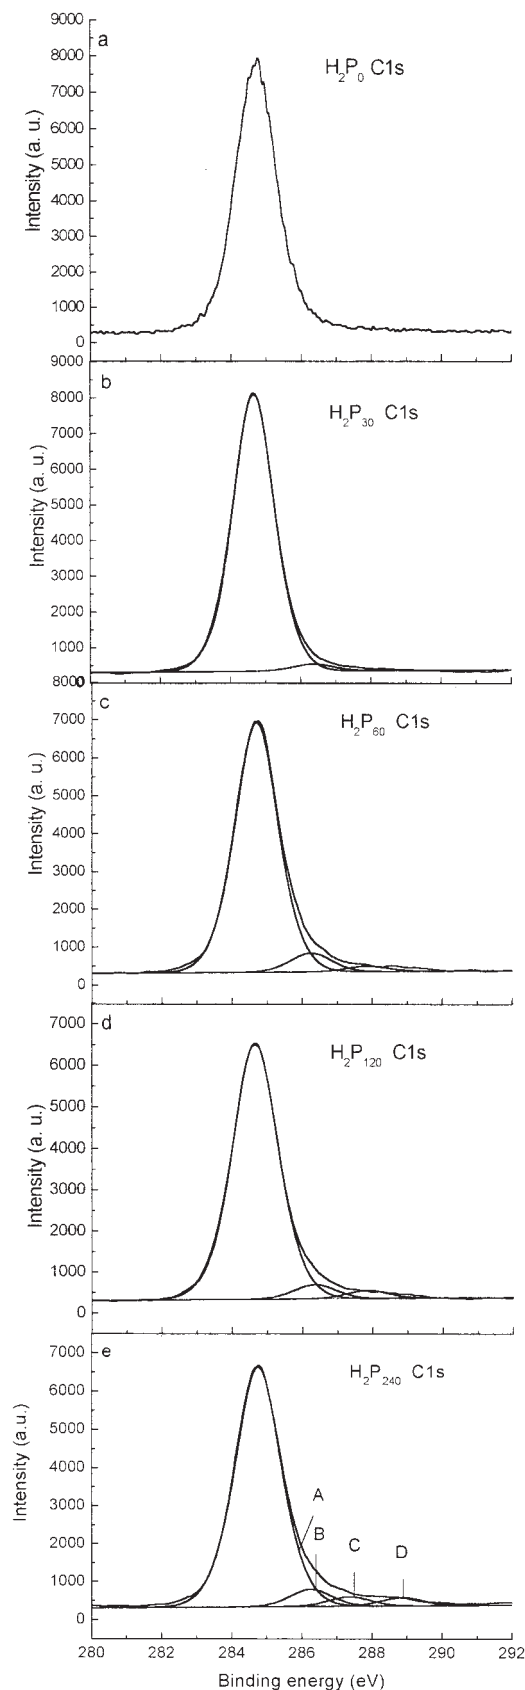 a
H₂P₀ C1s
9000
8000
7000
6000
5000
4000
3000
2000
1000
0
Intensity (a. u.)
b
H₂P₃₀ C1s
9000
8000
7000
6000
5000
4000
3000
2000
1000
0
Intensity (a. u.)
c
H₂P₆₀ C1s
8000
7000
6000
5000
4000
3000
2000
1000
0
Intensity (a. u.)
d
H₂P₁₂₀ C1s
7000
6000
5000
4000
3000
2000
1000
0
Intensity (a. u.)
e
H₂P₂₄₀ C1s
7000
6000
5000
4000
3000
2000
1000
0
Intensity (a.u.)
A
B
C
D
280 282 284 286 288 290 292
Binding energy (eV)